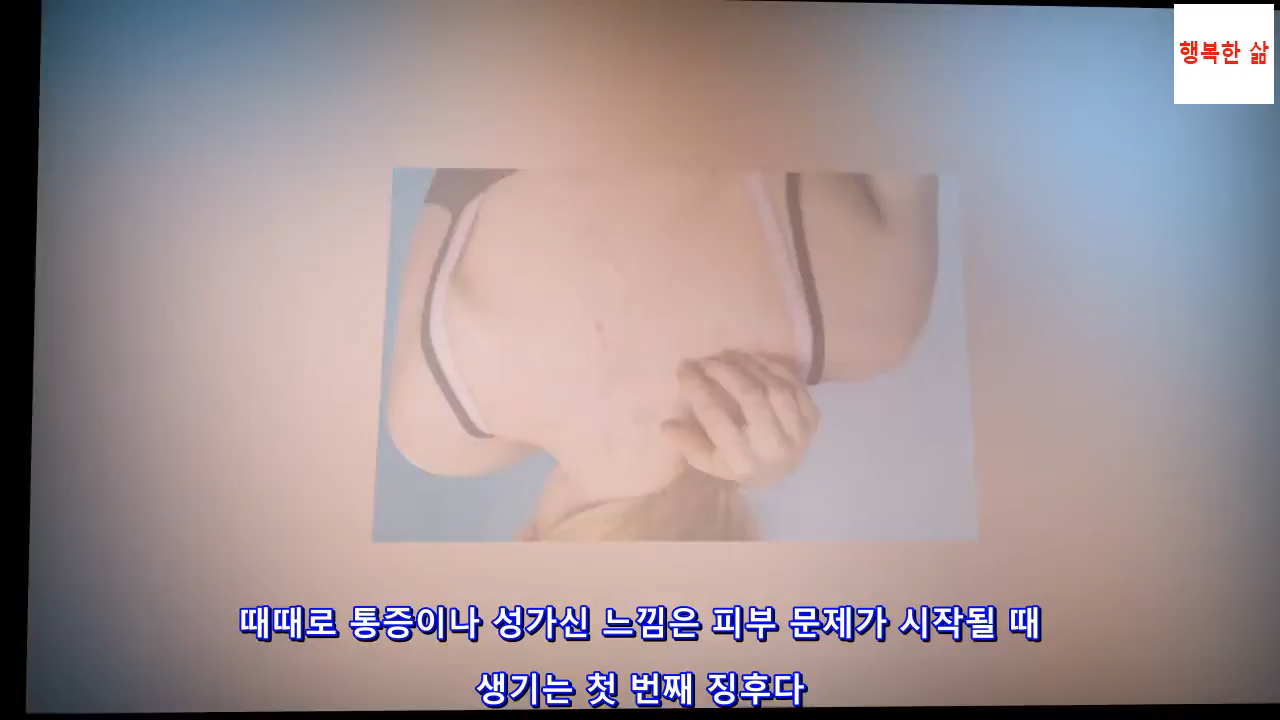 행복한 삶
때때로 통증이나 성가신 느낌은 피부 문제가 시작될 때
생기는 첫 번째 징후다